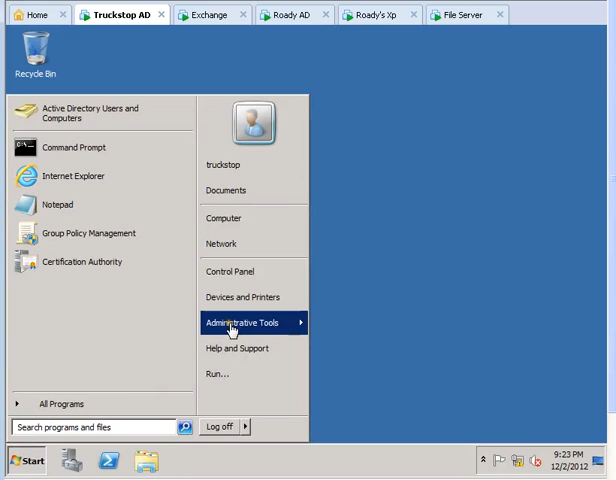 Home
Truckstop AD
Exchange
Roady AD
Roady's Xp
File Server
Recycle Bin
Active Directory Users and
Computers
Command Prompt
Internet Explorer
Notepad
Group Policy Management
Certification Authority
All Programs
Search programs and files
truckstop
Documents
Computer
Network
Control Panel
Devices and Printers
Administrative Tools
Help and Support
Run...
Log off
Start
9:23 PM
12/2/2012